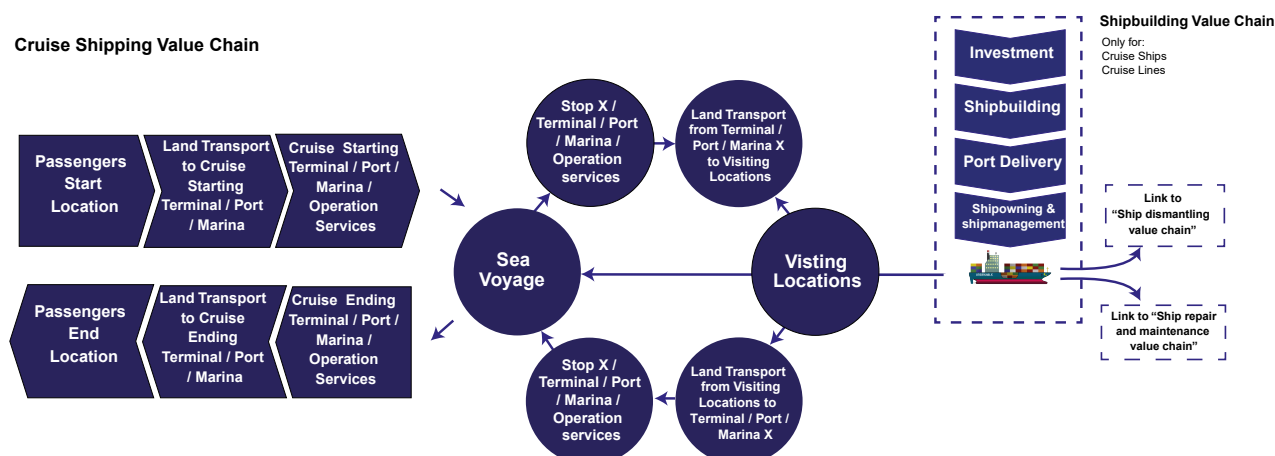 Cruise Shipping Value Chain
Passengers
Start
Location
Land Transport
to Cruise
Starting
Terminal / Port
/ Marina
Cruise Starting
Terminal / Port /
Marina /
Operation
Services
Passengers
End
Location
Land Transport
to Cruise
Ending
Terminal / Port
/ Marina
Cruise Ending
Terminal / Port /
Marina /
Operation
Services
Sea
Voyage
Stop X /
Terminal / Port
/ Marina /
Operation
services
Land Transport
from Terminal /
Port / Marina X
to Visiting
Locations
Visting
Locations
Land Transport
from Visiting
Locations to
Terminal / Port /
Marina X
Stop X /
Terminal / Port
/ Marina /
Operation
services
Shipbuilding Value Chain
Only for:
Cruise Ships
Cruise Lines
Investment
Shipbuilding
Port Delivery
Shipowning &
shipmanagement
Link to
“Ship dismantling
value chain”
Link to “Ship repair
and maintenance
value chain”